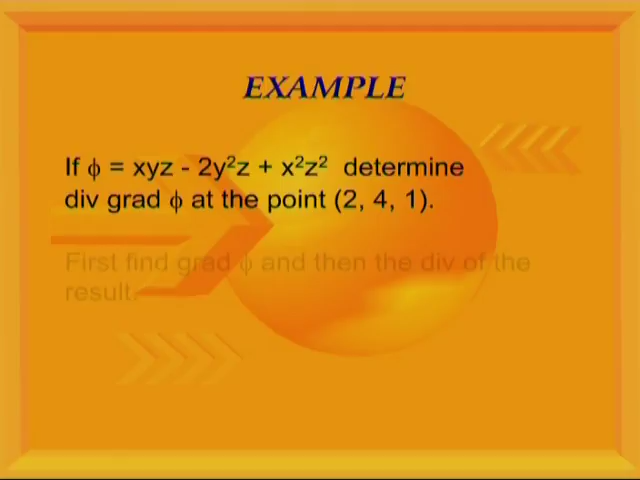 EXAMPLE
If ϕ = xyz - 2y²z + x²z² determine
div grad ϕ at the point (2, 4, 1).
First find grad ϕ and then the div of the
result.